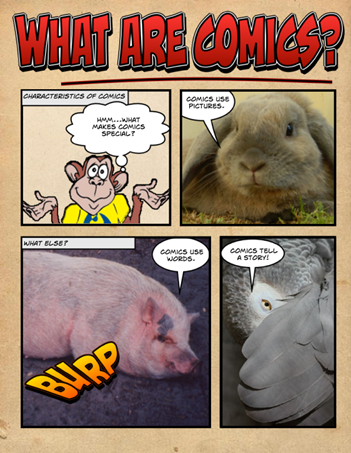 WHAT ARE COMICS?
CHARACTERISTICS OF COMICS
HMM...WHAT
MAKES COMICS
SPECIAL?
COMICS USE
PICTURES.
WHAT ELSE?
COMICS USE
WORDS.
BURP
COMICS TELL
A STORY!